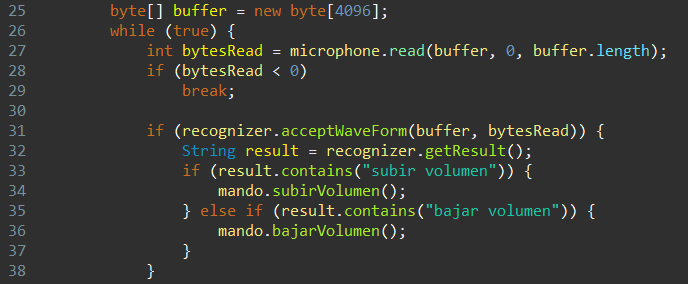 25         byte[] buffer = new byte[4096];
26         while (true) {
27             int bytesRead = microphone.read(buffer, 0, buffer.length);
28             if (bytesRead < 0)
29                 break;
30
31             if (recognizer.acceptWaveForm(buffer, bytesRead)) {
32                 String result = recognizer.getResult();
33                 if (result.contains("subir volumen")) {
34                     mando.subirVolumen();
35                 } else if (result.contains("bajar volumen")) {
36                     mando.bajarVolumen();
37                 }
38             }